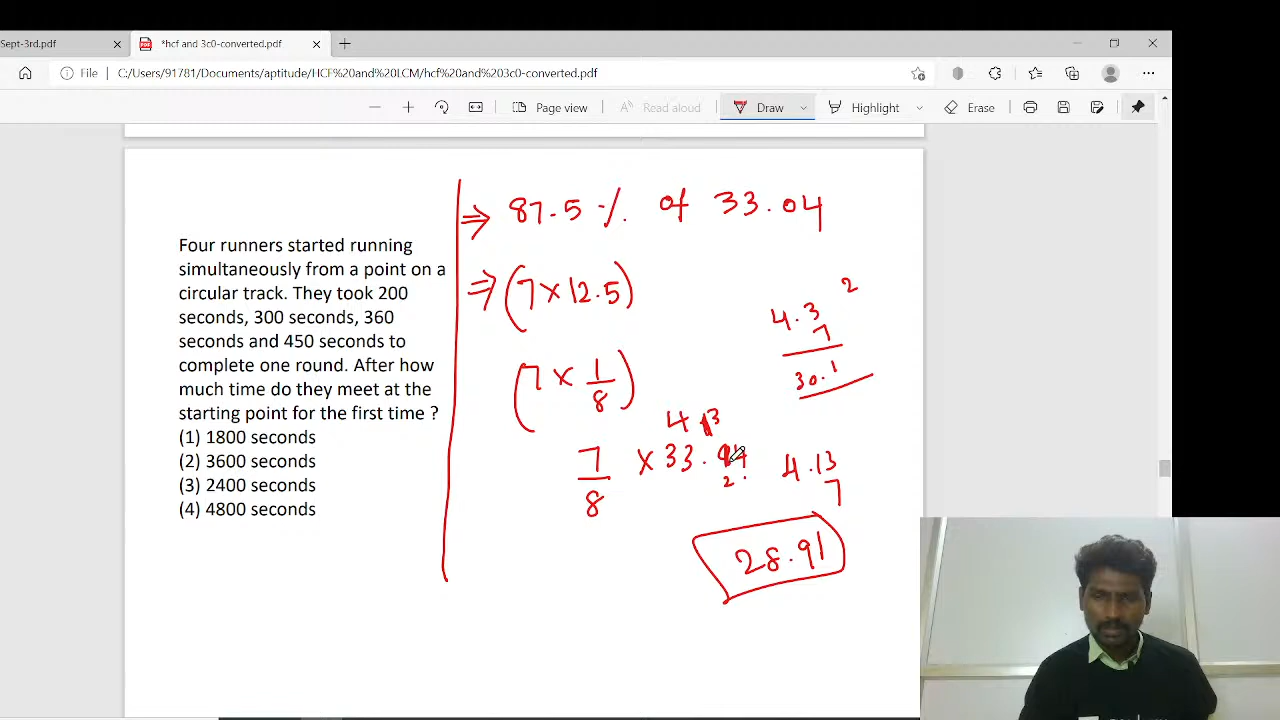 Sept-3rd.pdf
*hcf and 3c0-converted.pdf
File C:/Users/91781/Documents/aptitude/HCF%20and%20LCM/hcf%20and%203c0-converted.pdf
Page view Read aloud Draw Highlight Erase
Four runners started running
simultaneously from a point on a
circular track. They took 200
seconds, 300 seconds, 360
seconds and 450 seconds to
complete one round. After how
much time do they meet at the
starting point for the first time ?
(1) 1800 seconds
(2) 3600 seconds
(3) 2400 seconds
(4) 4800 seconds
⇒ 87.5 % of 33.04
⇒ (7 × 12.5)
(7 × 1/8)
4 13
7/8 × 33.
2
4.3
7
30.1
4.13
7
28.91